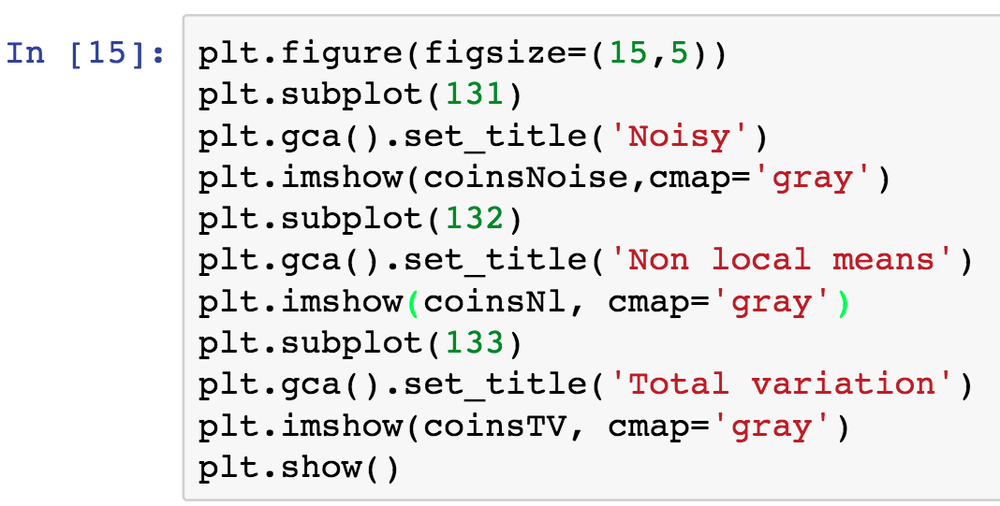 In [15]: plt.figure(figsize=(15,5))
plt.subplot(131)
plt.gca().set_title('Noisy')
plt.imshow(coinsNoise,cmap='gray')
plt.subplot(132)
plt.gca().set_title('Non local means')
plt.imshow(coinsNl, cmap='gray')
plt.subplot(133)
plt.gca().set_title('Total variation')
plt.imshow(coinsTV, cmap='gray')
plt.show()